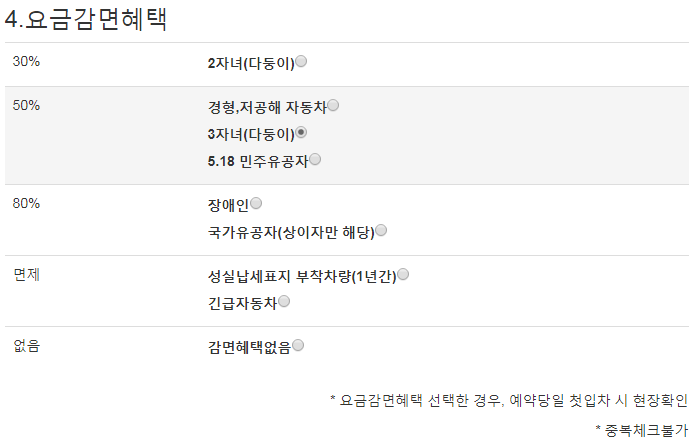 4.요금감면혜택
30% 2자녀(다둥이)
50% 경형,저공해 자동차
3자녀(다둥이)
5.18 민주유공자
80% 장애인
국가유공자(상이자만 해당)
면제 성실납세표지 부착차량(1년간)
긴급자동차
없음 감면혜택없음
* 요금감면혜택 선택한 경우, 예약당일 첫입차 시 현장확인
* 중복체크불가